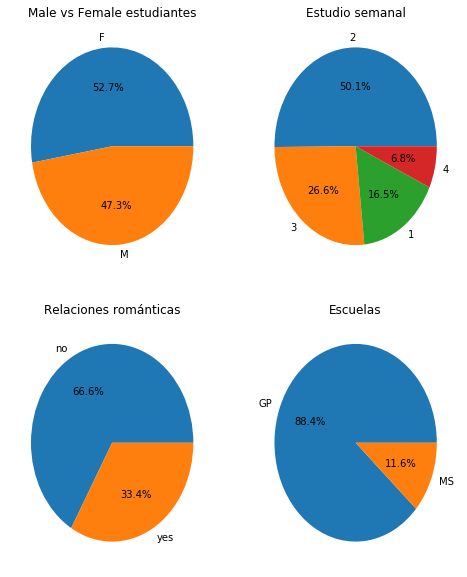 Male vs Female estudiantes
F
52.7%
47.3%
M
Estudio semanal
2
50.1%
6.8%
4
26.6%
16.5%
3
1
Relaciones románticas
no
66.6%
33.4%
yes
Escuelas
GP
88.4%
11.6%
MS